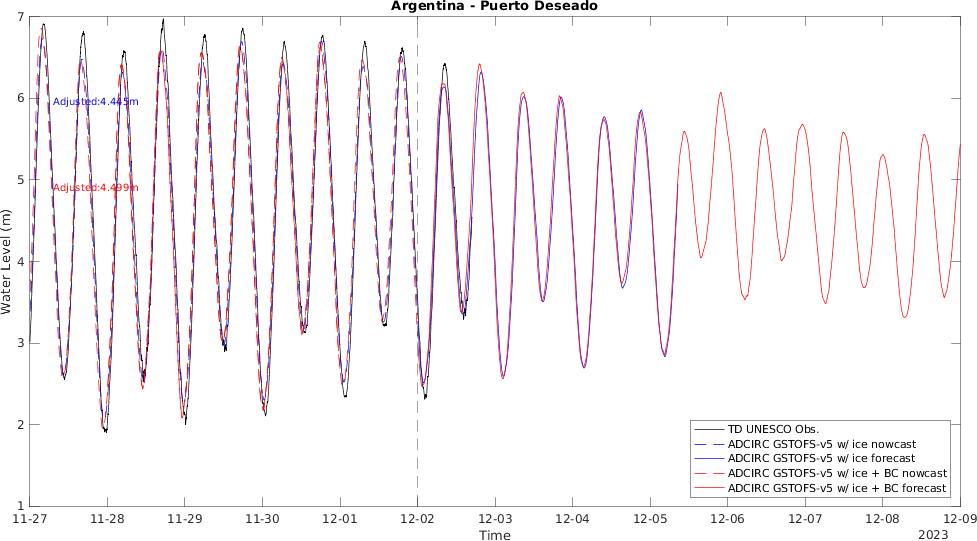 Argentina - Puerto Deseado
7
6
5
4
3
2
1
Water Level (m)
Adjusted:4.445m
Adjusted:4.499m
TD UNESCO Obs.
ADCIRC GSTOFS-v5 w/ ice nowcast
ADCIRC GSTOFS-v5 w/ ice forecast
ADCIRC GSTOFS-v5 w/ ice + BC nowcast
ADCIRC GSTOFS-v5 w/ ice + BC forecast
11-27 11-28 11-29 11-30 12-01 12-02 12-03 12-04 12-05 12-06 12-07 12-08 12-09
Time
2023